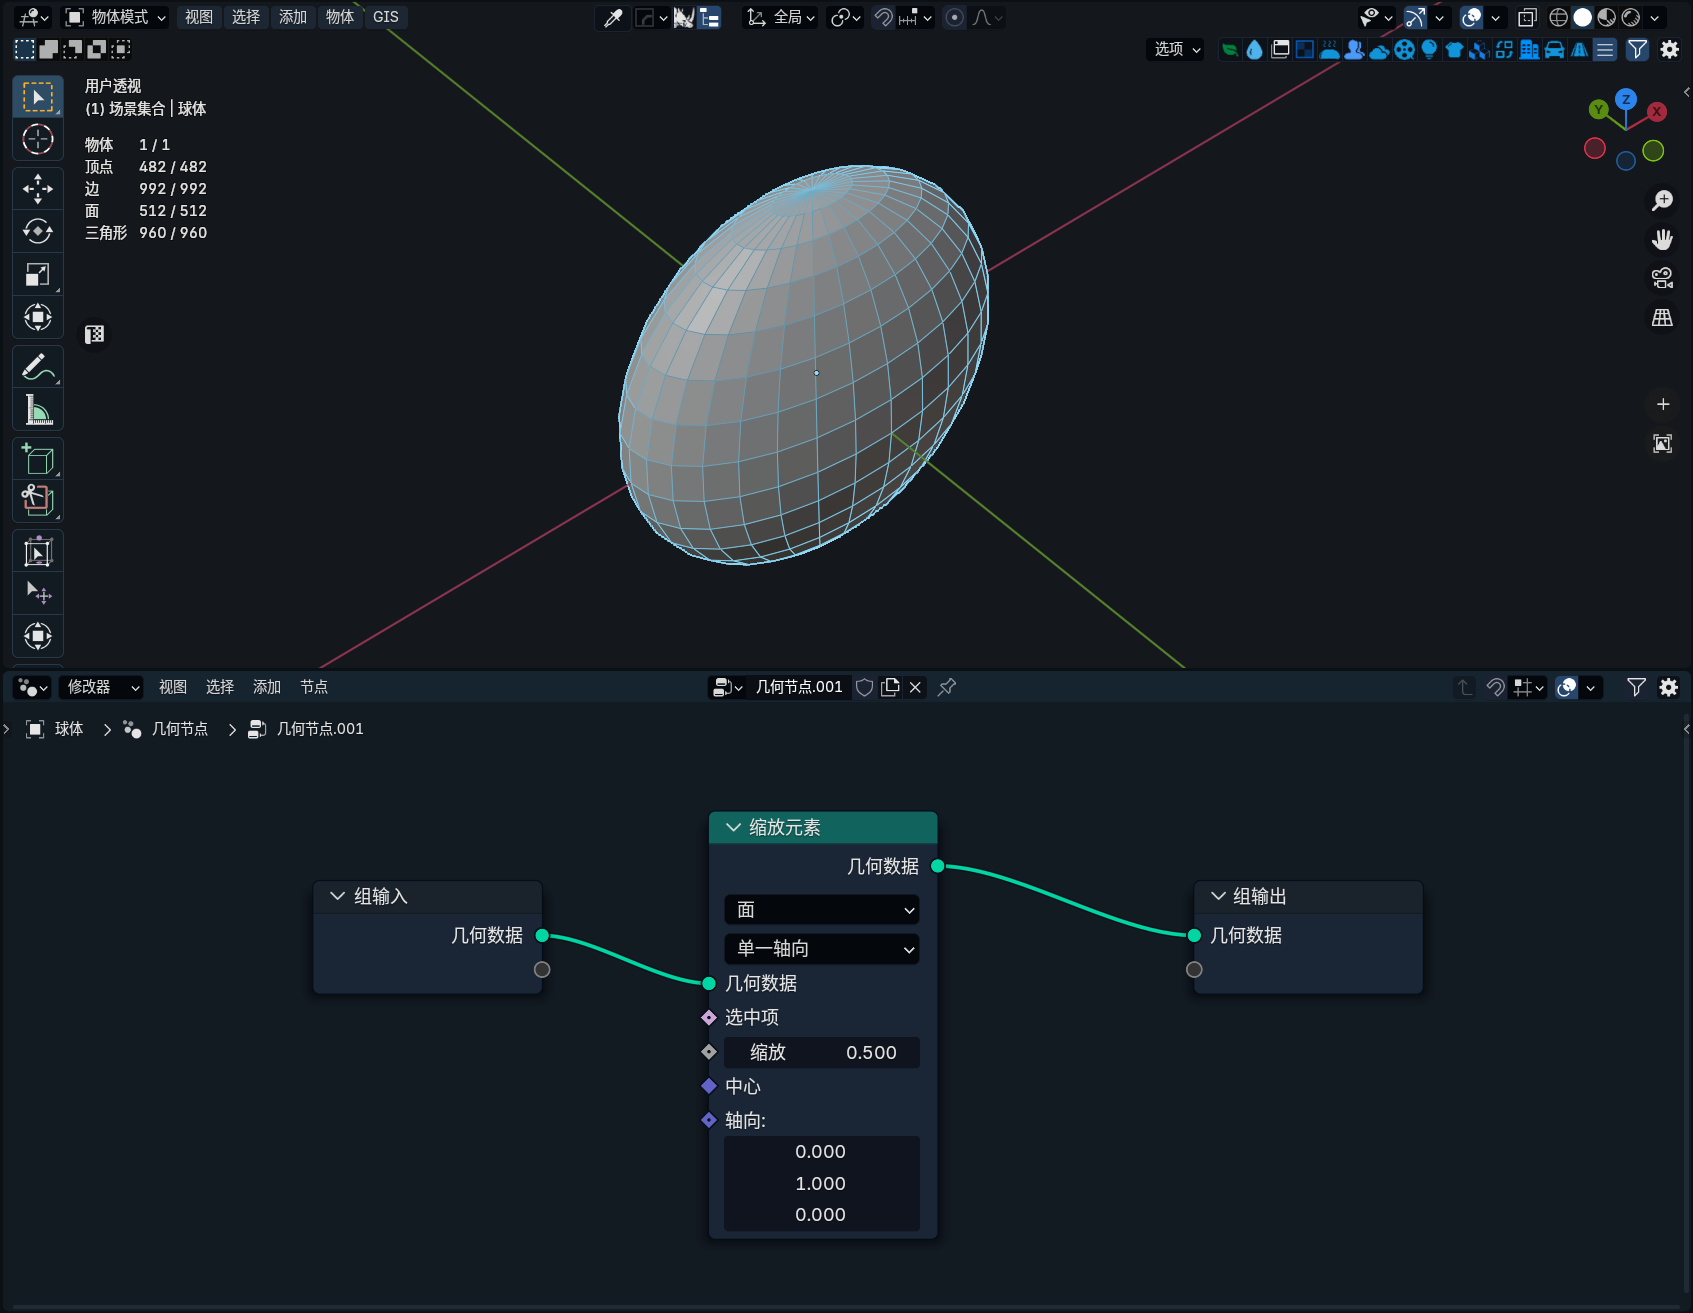 物体模式 视图 选择 添加 物体 GIS 全局
选项
用户透视
(1) 场景集合 | 球体
物体 1 / 1
顶点 482 / 482
边 992 / 992
面 512 / 512
三角形 960 / 960
Y Z X
修改器 视图 选择 添加 节点 几何节点.001
球体 几何节点 几何节点.001
组输入
几何数据
缩放元素
几何数据
面
单一轴向
几何数据
选中项
缩放 0.500
中心
轴向:
0.000
1.000
0.000
组输出
几何数据